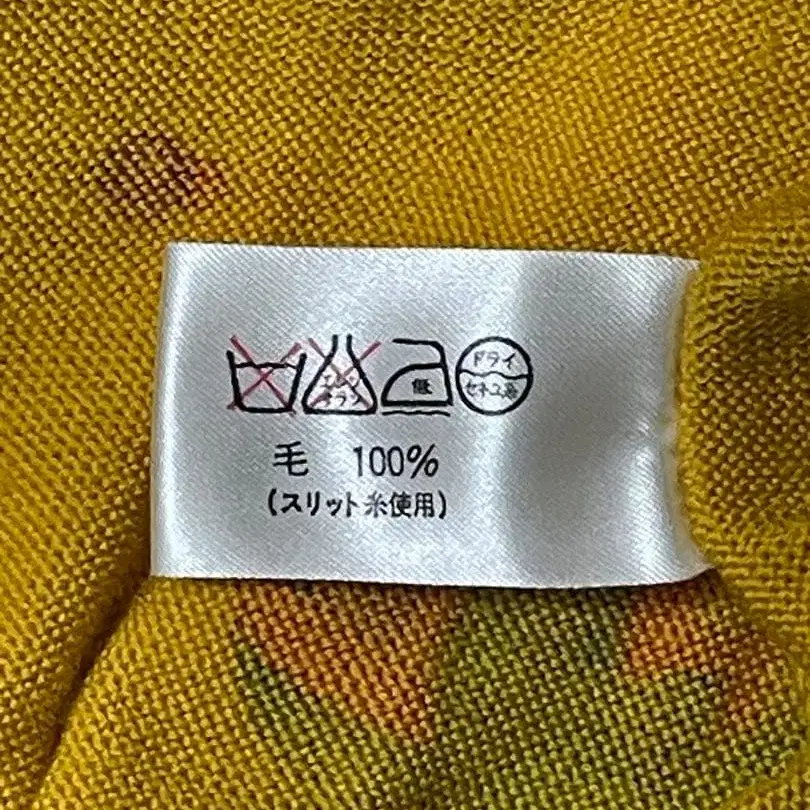 エンソ
サラシ
低
ドライ
セキユ系
毛 100%
(スリット糸使用)